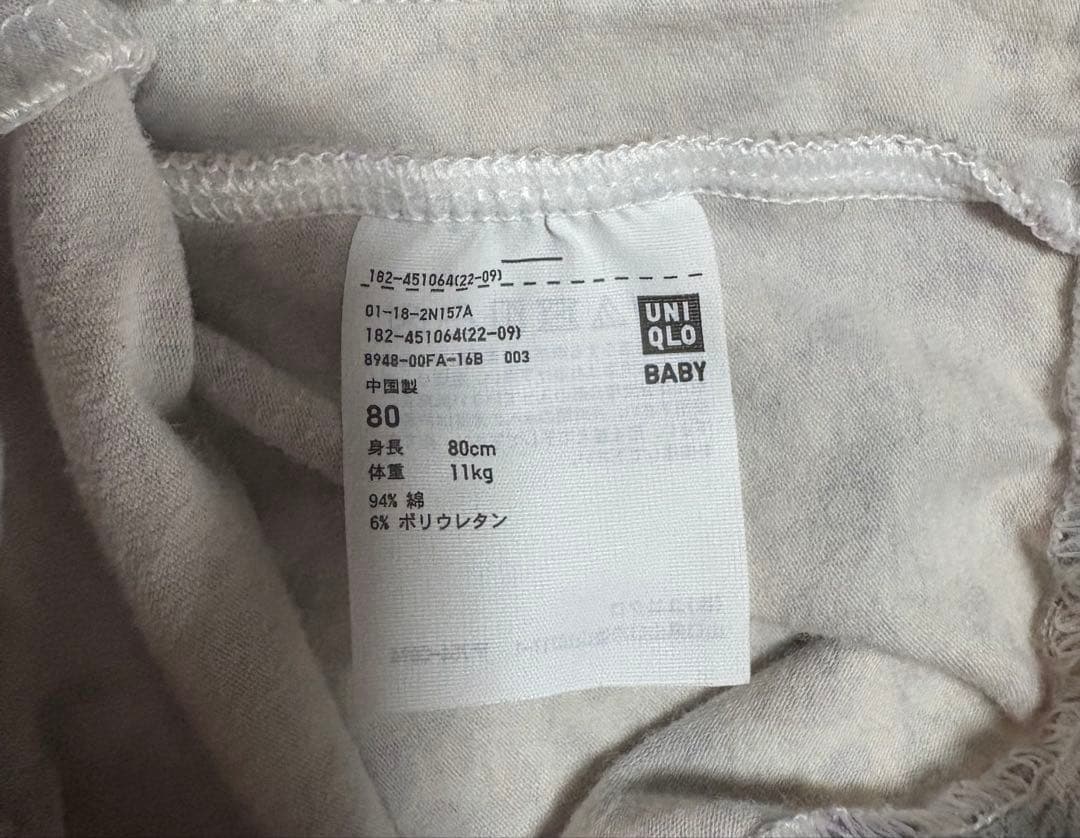 182-451064(22-09)
01-18-2N157A
182-451064(22-09)
8948-00FA-16B 003
中国製
80
身長 80cm
体重 11kg
94% 綿
6% ポリウレタン
UNI
QLO
BABY